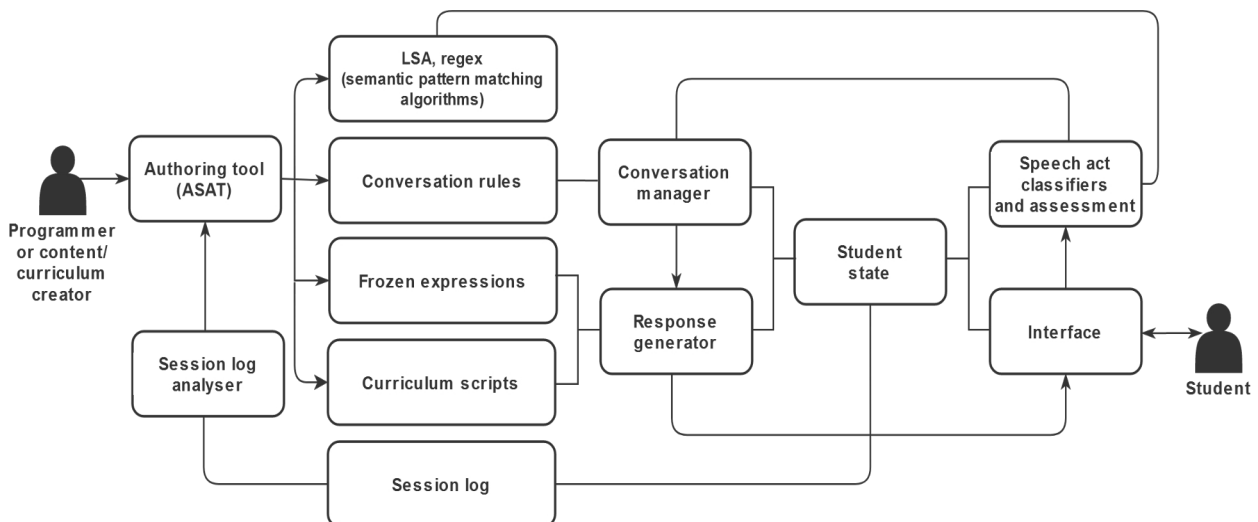 LSA, regex
(semantic pattern matching
algorithms)
Authoring tool
(ASAT)
Conversation rules
Conversation
manager
Speech act
classifiers
and assessment
Programmer
or content/
curriculum
creator
Frozen expressions
Student
state
Response
generator
Interface
Session log
analyser
Curriculum scripts
Student
Session log